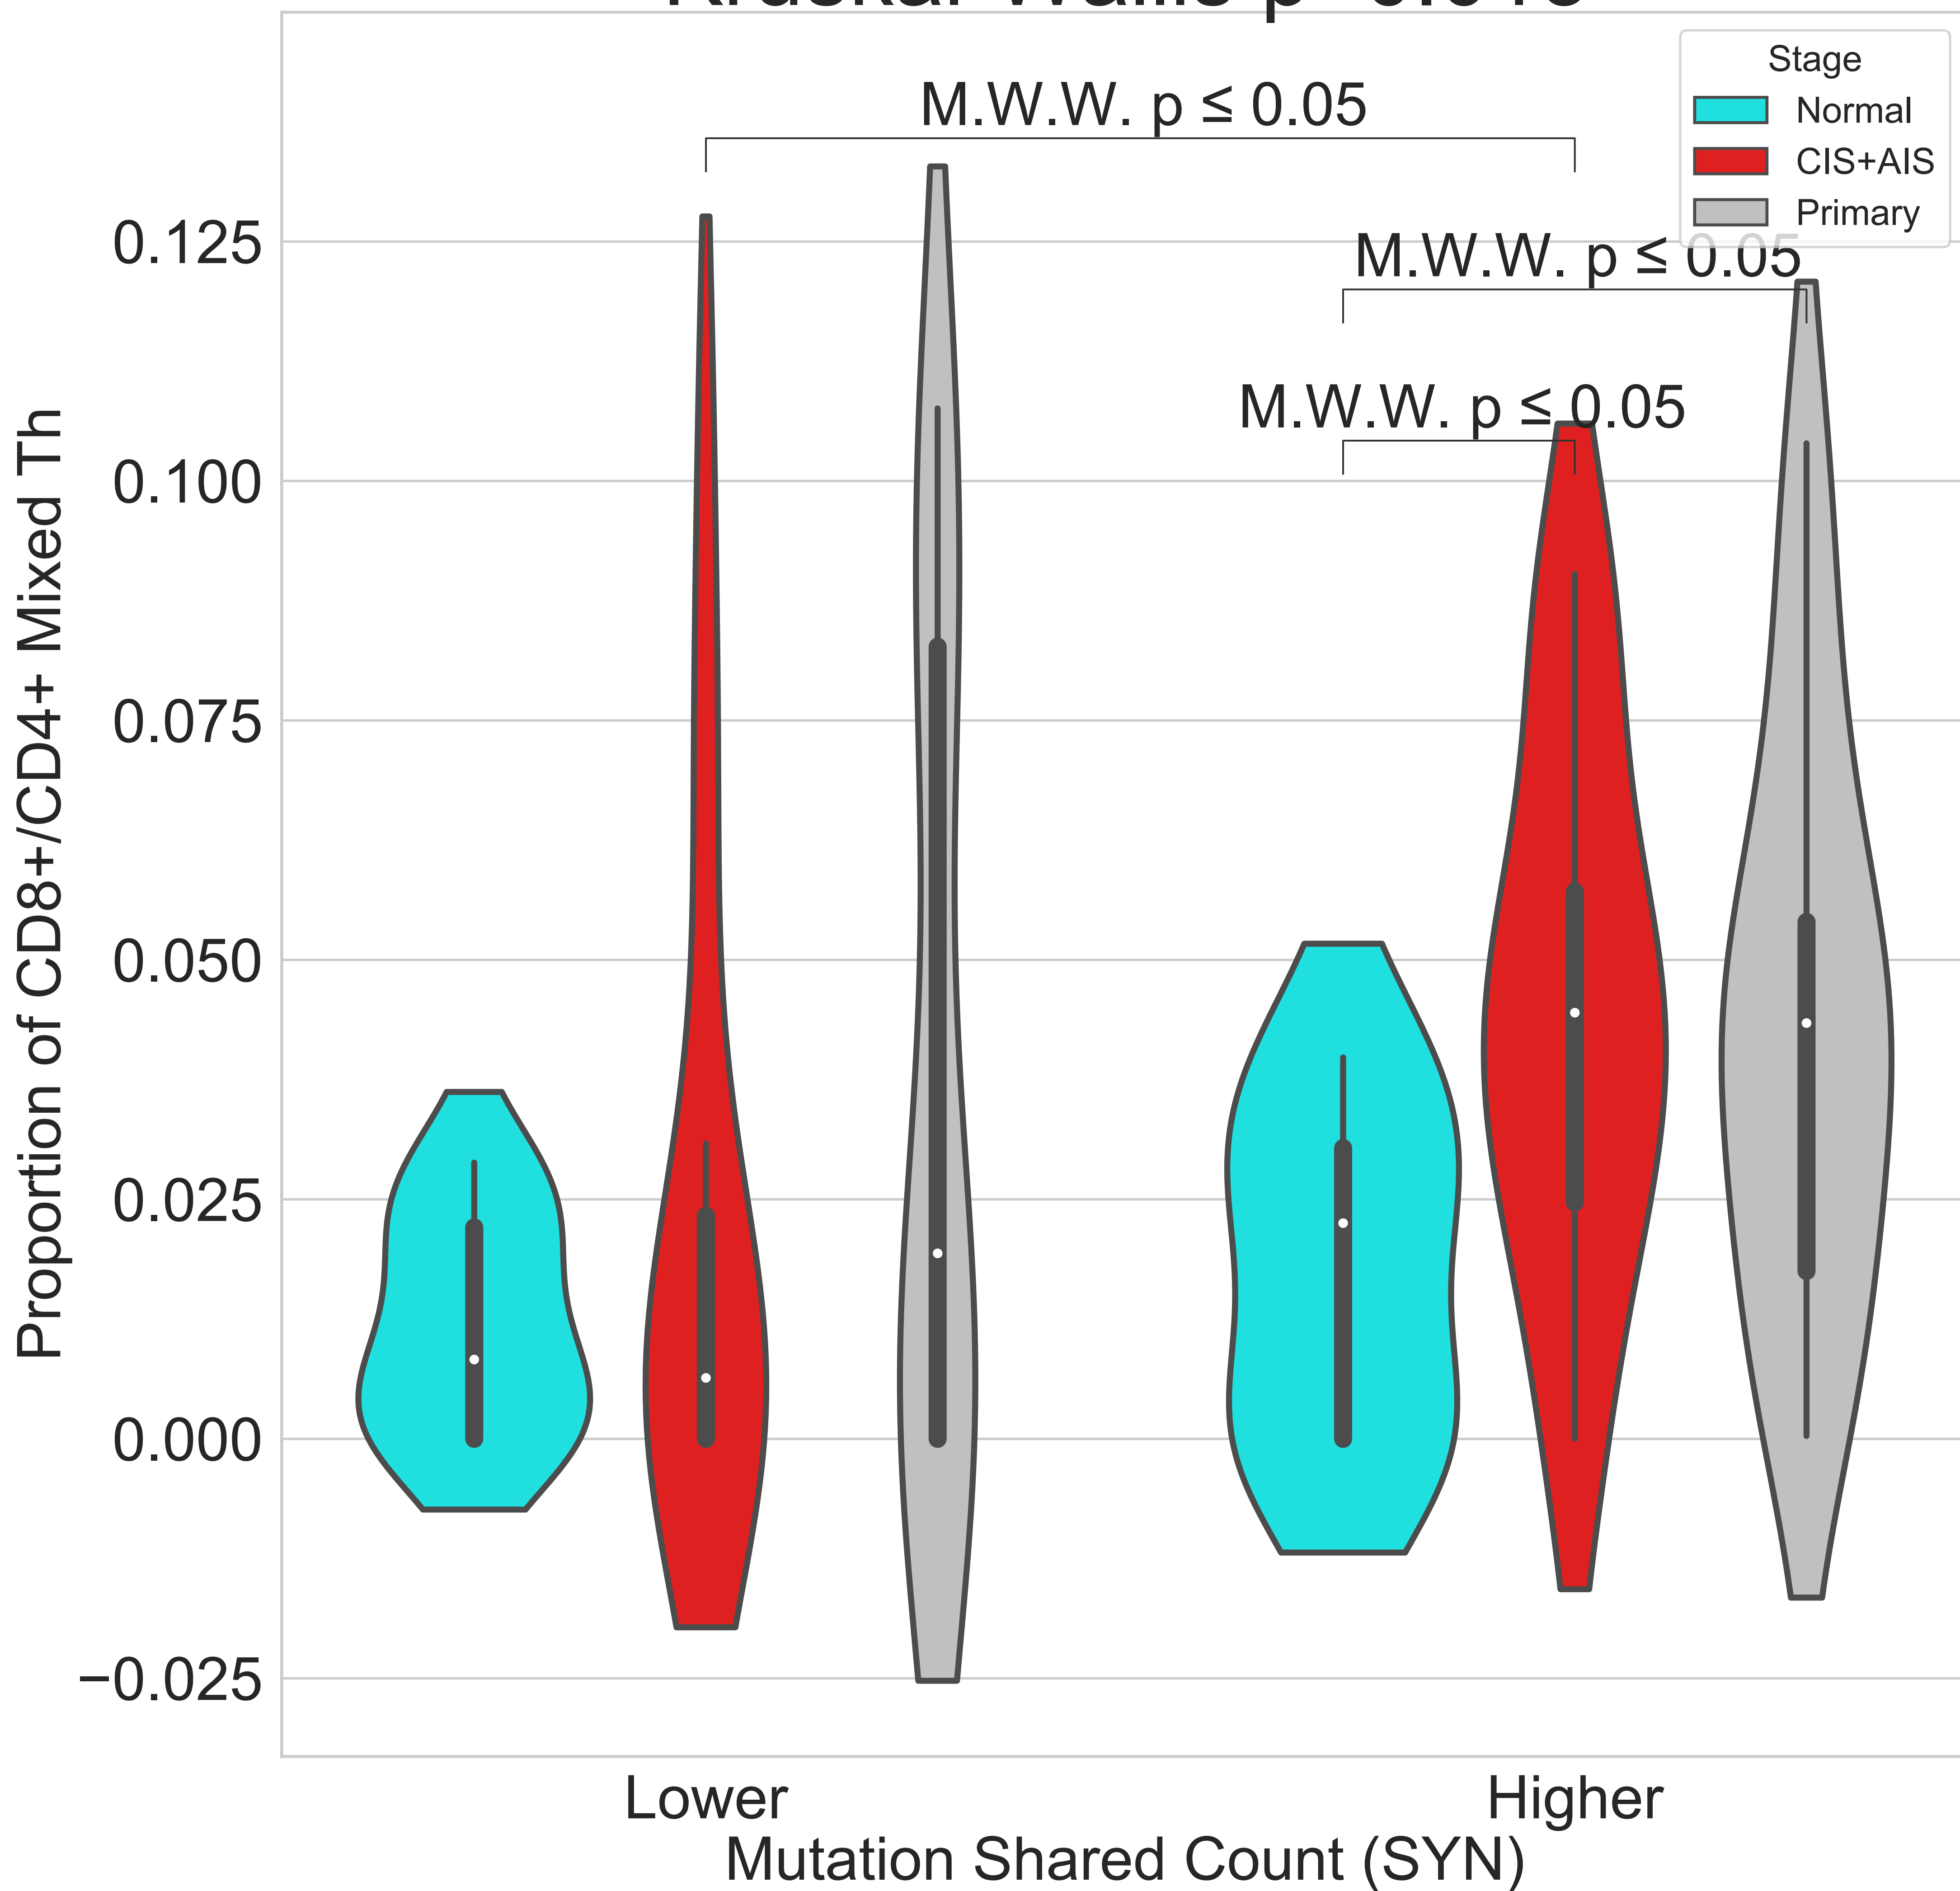 M.W.W. p ≤ 0.05
Stage
Normal
CIS+AIS
Primary
M.W.W. p ≤ 0.05
M.W.W. p ≤ 0.05
Proportion of CD8+/CD4+ Mixed Th
0.125
0.100
0.075
0.050
0.025
0.000
−0.025
Lower
Higher
Mutation Shared Count (SYN)